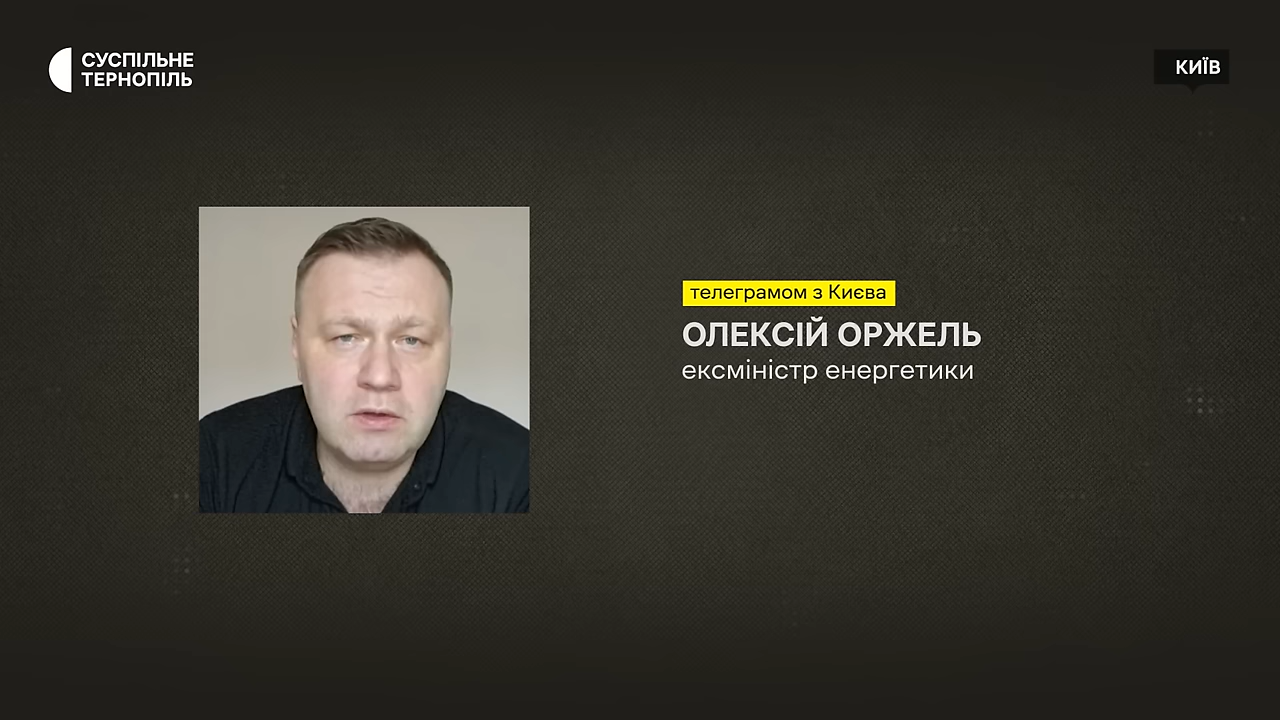 СУСПІЛЬНЕ
ТЕРНОПІЛЬ
КИЇВ
телеграмом з Києва
ОЛЕКСІЙ ОРЖЕЛЬ
ексміністр енергетики